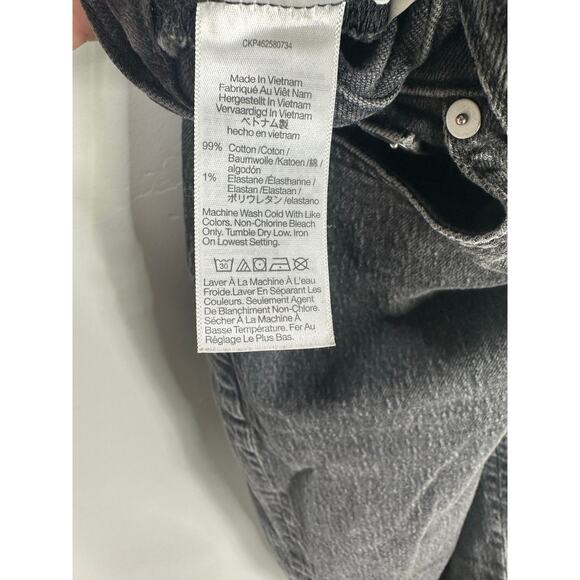 CKP462580734
Made In Vietnam
Fabriqué Au Viêt Nam
Hergestellt In Vietnam
Vervaardigd In Vietnam
ベトナム製
hecho en vietnam
99% Cotton /Coton/
Baumwolle /Katoen /綿/
algodón
1% Elastane /Élasthanne /
Elastan /Elastaan /
ポリウレタン /elastano
Machine Wash Cold With Like
Colors. Non-Chlorine Bleach
Only. Tumble Dry Low. Iron
On Lowest Setting.
30
Laver À La Machine À L'eau
Froide.Laver En Séparant Les
Couleurs. Seulement Agent
De Blanchiment Non-Chlore.
Sécher À La Machine À
Basse Température. Fer Au
Réglage Le Plus Bas.